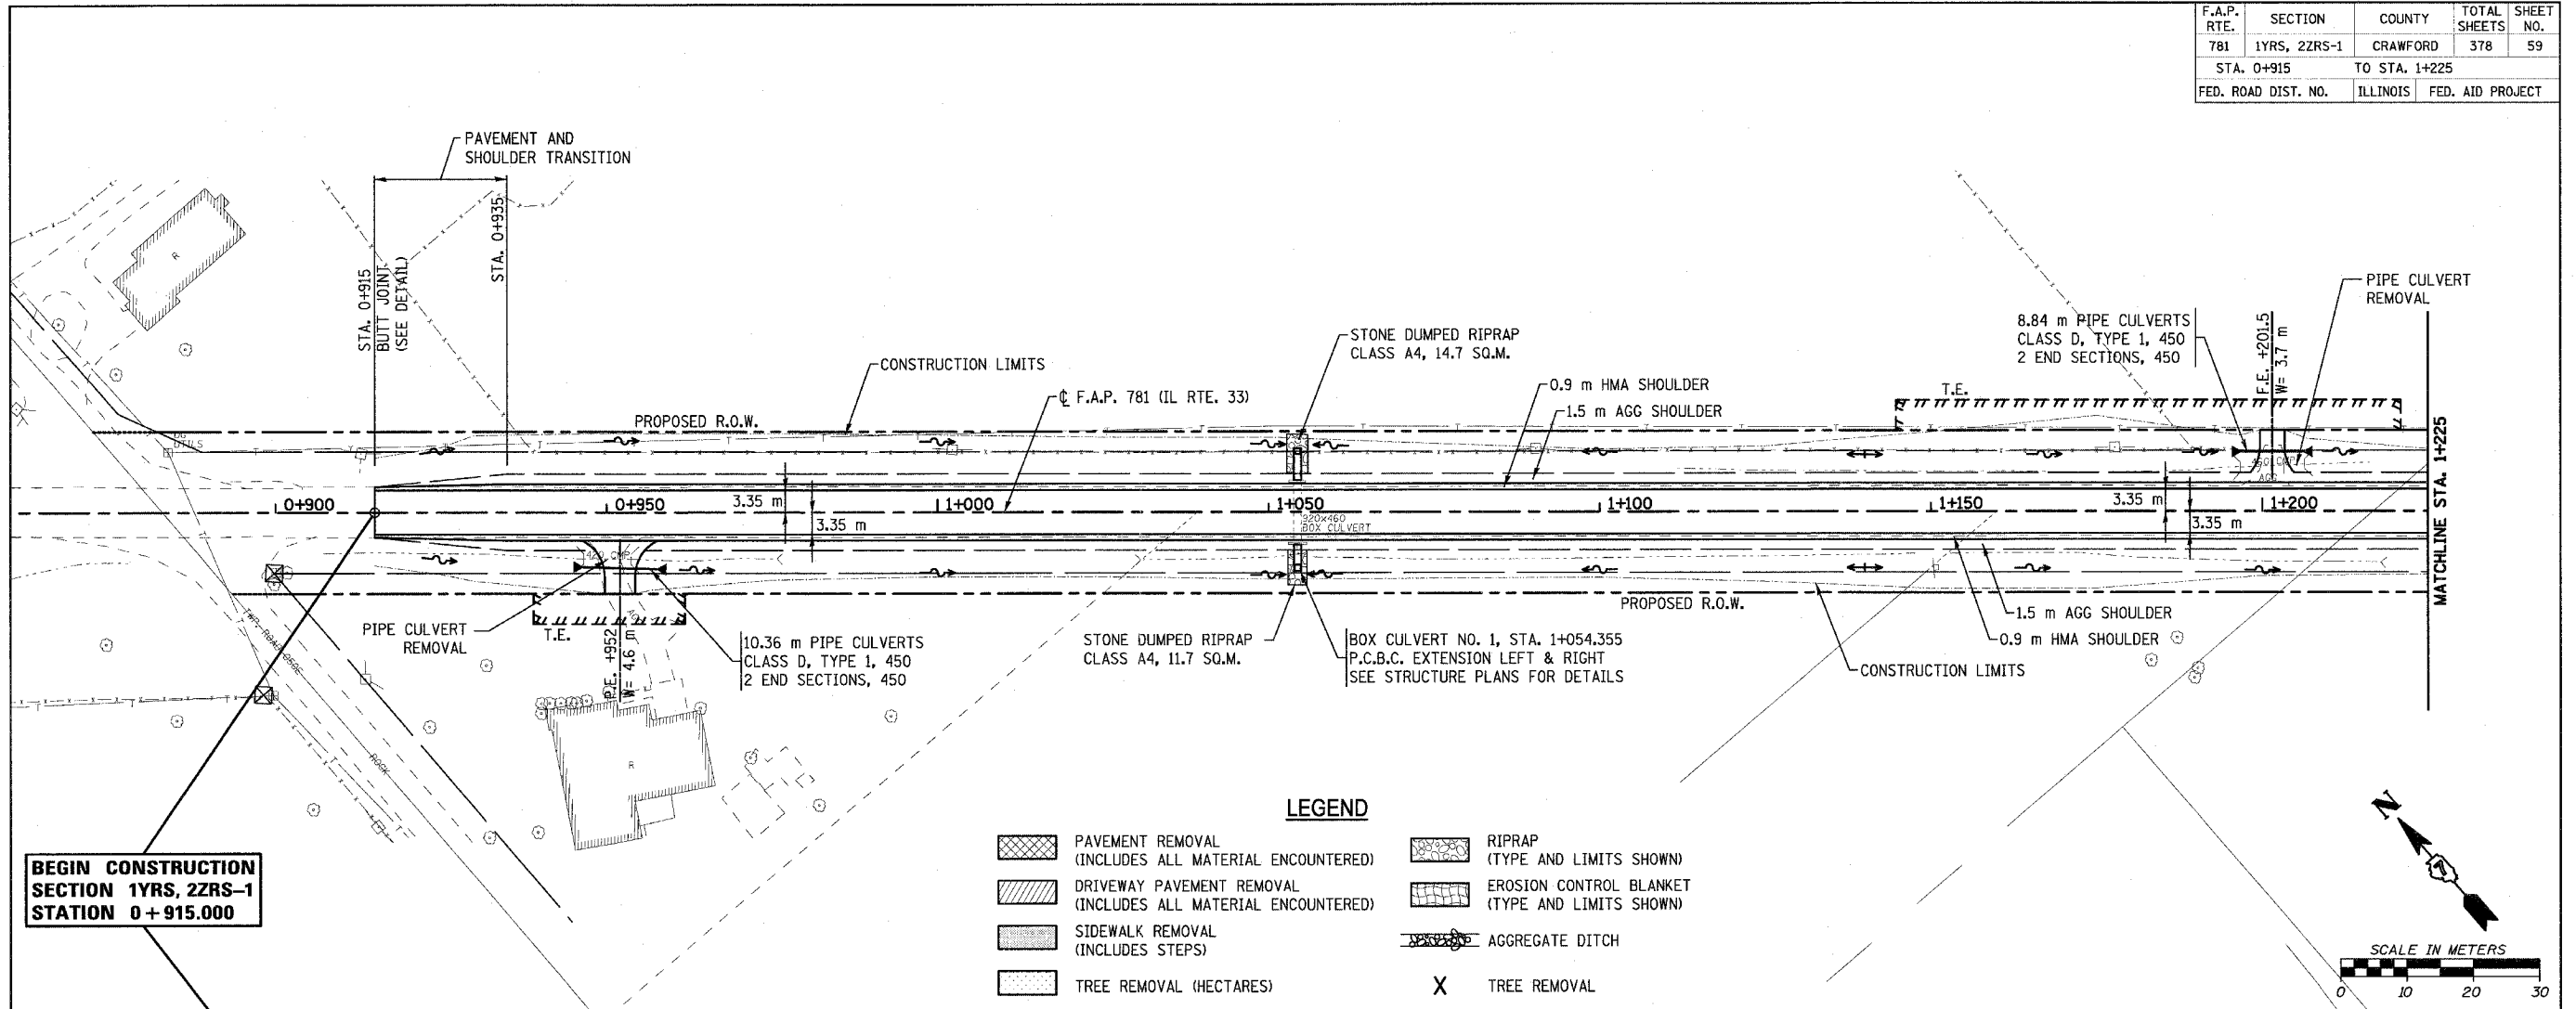 F.A.P. RTE. SECTION COUNTY TOTAL SHEETS SHEET NO.
781 1YRS, 2ZRS-1 CRAWFORD 378 59
STA. 0+915 TO STA. 1+225
FED. ROAD DIST. NO. ILLINOIS FED. AID PROJECT
PAVEMENT AND
SHOULDER TRANSITION
STA. 0+915
BUTT JOINT
(SEE DETAIL)
STA. 0+935
R
CONSTRUCTION LIMITS
℄ F.A.P. 781 (IL RTE. 33)
PROPOSED R.O.W.
STONE DUMPED RIPRAP
CLASS A4, 14.7 SQ.M.
0.9 m HMA SHOULDER
1.5 m AGG SHOULDER
T.E.
8.84 m PIPE CULVERTS
CLASS D, TYPE 1, 450
2 END SECTIONS, 450
F.E. +201.5
W= 3.7 m
PIPE CULVERT
REMOVAL
MATCHLINE STA. 1+225
UTILS
AGG
0+900
0+950
1+000
1+050
1+100
1+150
1+200
3.35 m
3.35 m
3.35 m
3.35 m
920x460
BOX CULVERT
420 CMP
PIPE CULVERT
REMOVAL
T.E.
P.E. +952
W= 4.6 m
10.36 m PIPE CULVERTS
CLASS D, TYPE 1, 450
2 END SECTIONS, 450
STONE DUMPED RIPRAP
CLASS A4, 11.7 SQ.M.
BOX CULVERT NO. 1, STA. 1+054.355
P.C.B.C. EXTENSION LEFT & RIGHT
SEE STRUCTURE PLANS FOR DETAILS
PROPOSED R.O.W.
1.5 m AGG SHOULDER
0.9 m HMA SHOULDER
CONSTRUCTION LIMITS
TWP. ROAD
ROCK
R
BEGIN CONSTRUCTION
SECTION 1YRS, 2ZRS-1
STATION 0+915.000
LEGEND
PAVEMENT REMOVAL
(INCLUDES ALL MATERIAL ENCOUNTERED)
DRIVEWAY PAVEMENT REMOVAL
(INCLUDES ALL MATERIAL ENCOUNTERED)
SIDEWALK REMOVAL
(INCLUDES STEPS)
TREE REMOVAL (HECTARES)
RIPRAP
(TYPE AND LIMITS SHOWN)
EROSION CONTROL BLANKET
(TYPE AND LIMITS SHOWN)
AGGREGATE DITCH
X TREE REMOVAL
N
SCALE IN METERS
0 10 20 30